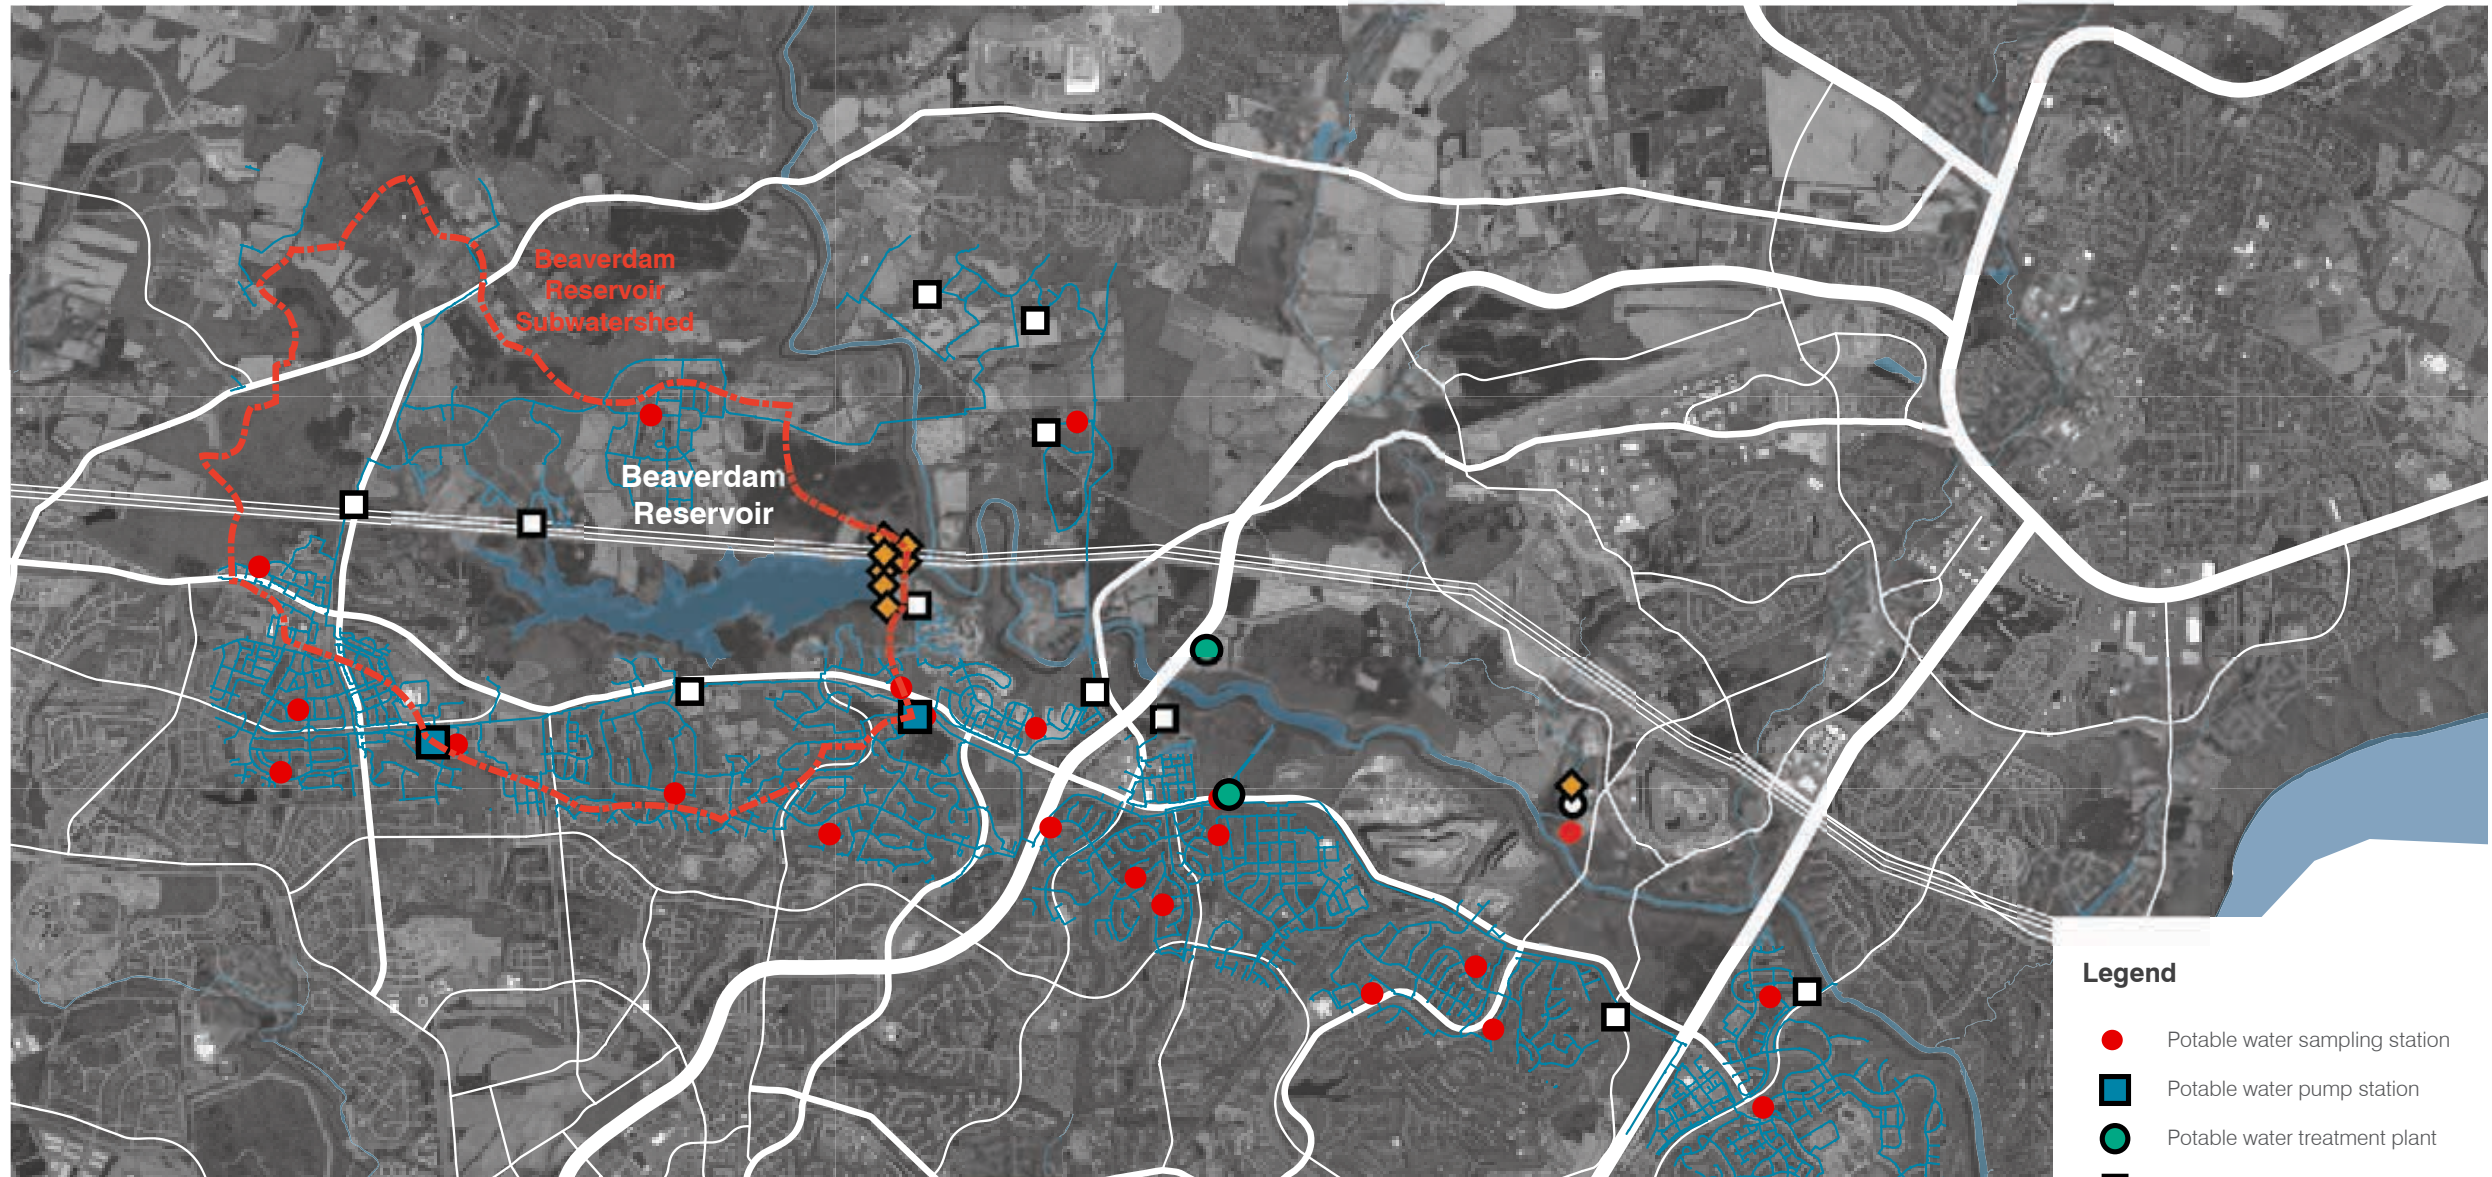 Beaverdam
Reservoir
Subwatershed
Beaverdam
Reservoir
Legend
Potable water sampling station
Potable water pump station
Potable water treatment plant